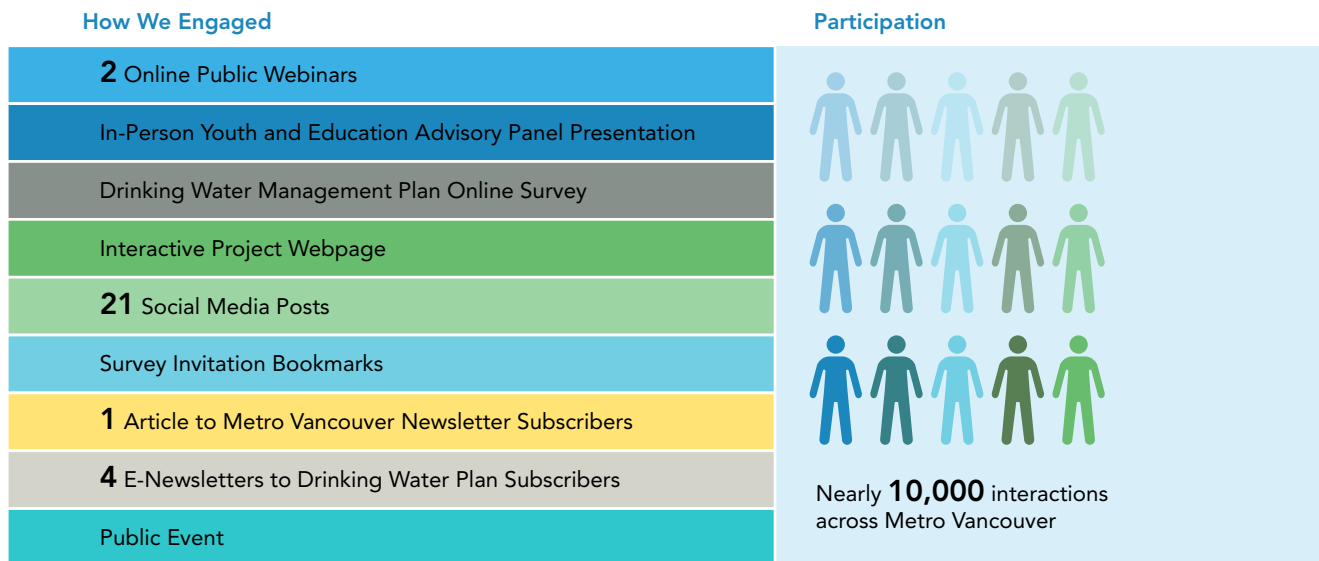 How We Engaged
2 Online Public Webinars
In-Person Youth and Education Advisory Panel Presentation
Drinking Water Management Plan Online Survey
Interactive Project Webpage
21 Social Media Posts
Survey Invitation Bookmarks
1 Article to Metro Vancouver Newsletter Subscribers
4 E-Newsletters to Drinking Water Plan Subscribers
Public Event
Participation
Nearly 10,000 interactions
across Metro Vancouver